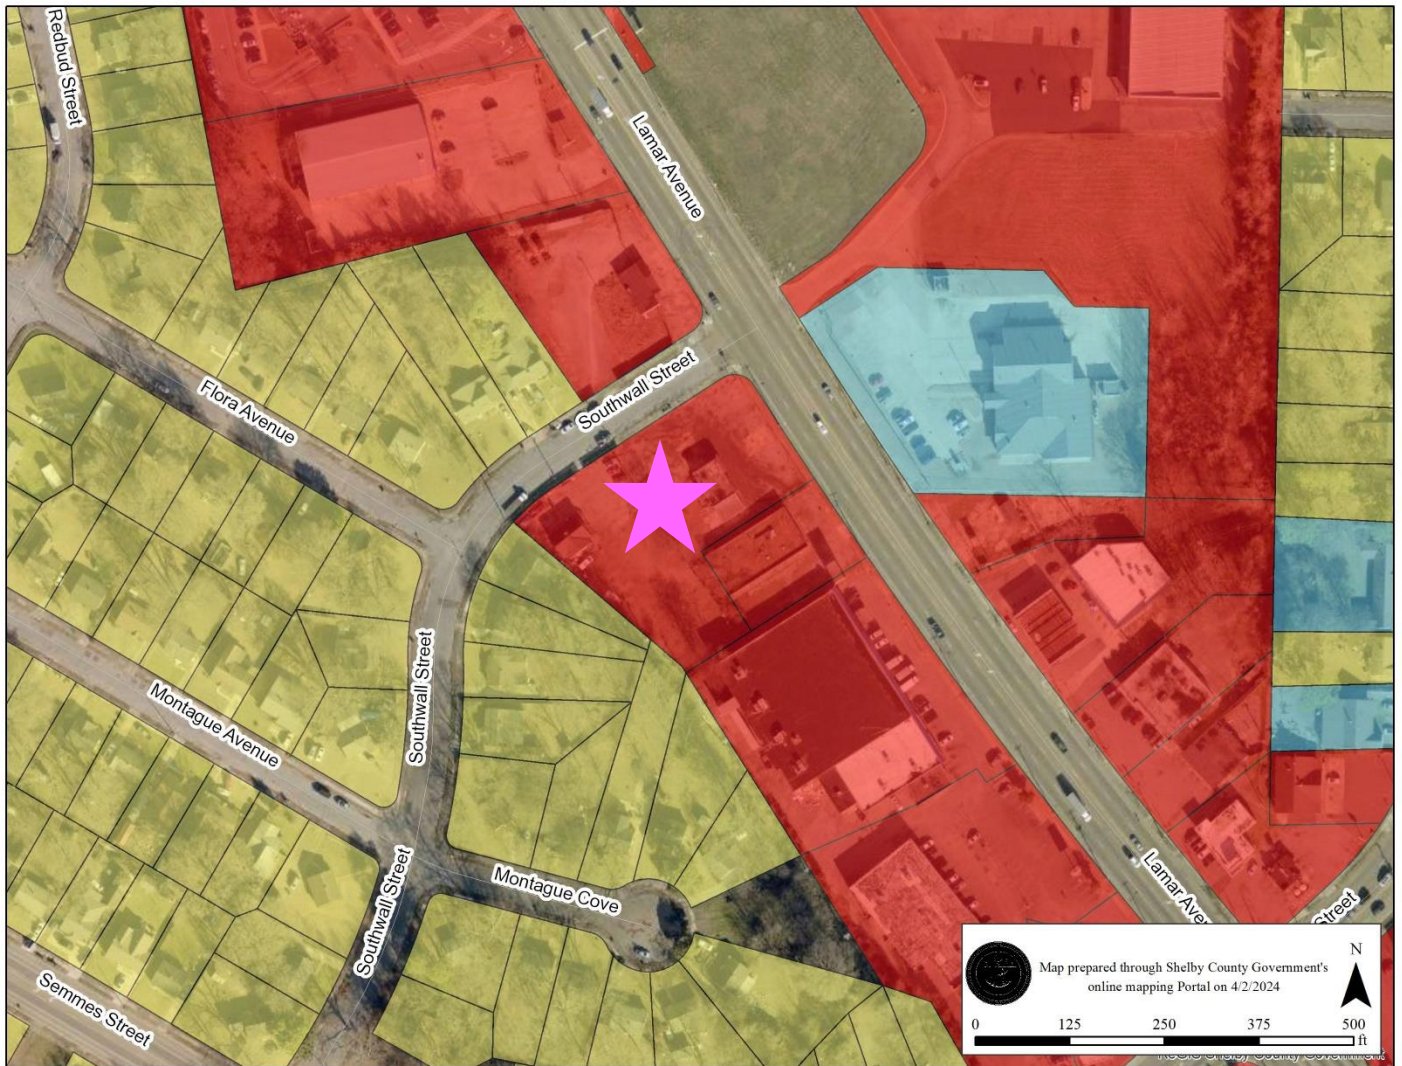 Redbud Street
Lamar Avenue
Southwall Street
Flora Avenue
Southwall Street
Montague Avenue
Southwall Street
Montague Cove
Lamar Aven
Street
Semmes Street
Map prepared through Shelby County Government's
online mapping Portal on 4/2/2024
N
0 125 250 375 500
ft